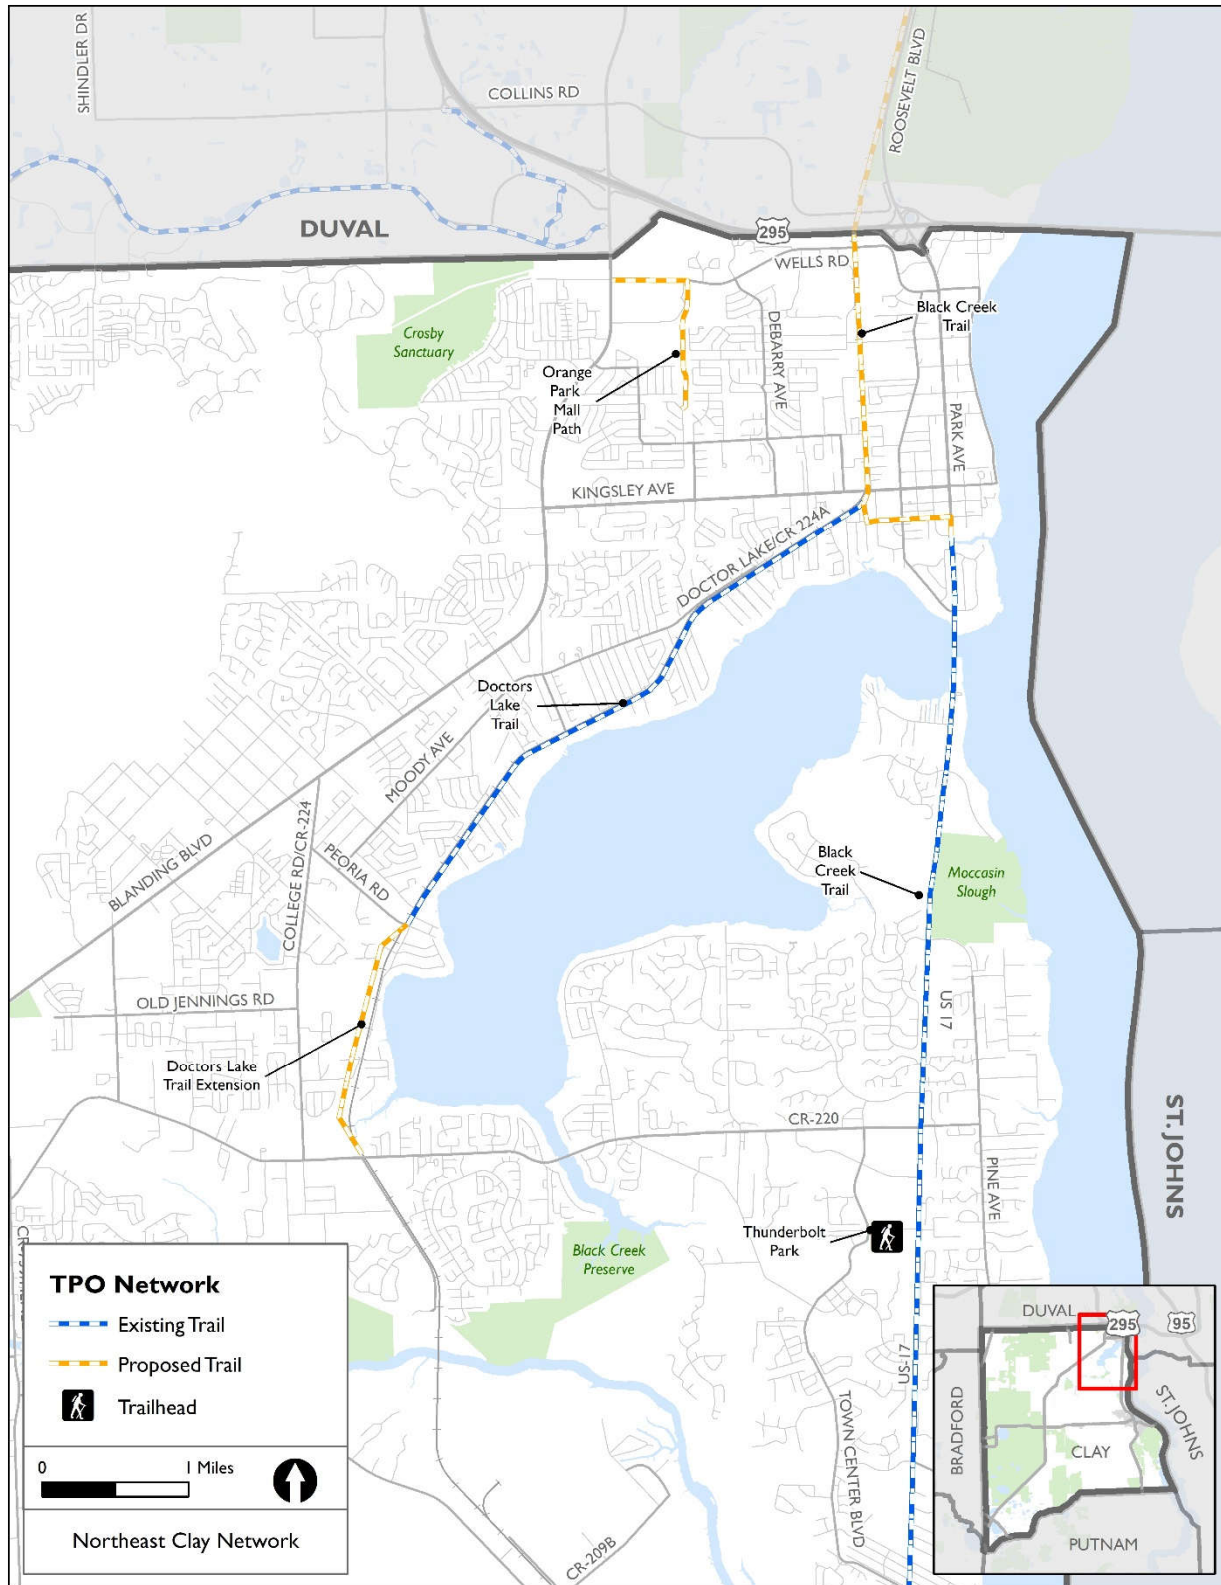 SHINDLER DR
COLLINS RD
ROOSEVELT BLVD
DUVAL
295
WELLS RD
Black Creek
Trail
Crosby
Sanctuary
DEBARRY AVE
Orange
Park
Mall
Path
PARK AVE
KINGSLEY AVE
DOCTOR LAKE/CR 224A
Doctors
Lake
Trail
MOODY AVE
BLANDING BLVD
COLLEGE RD/CR-224
PEORIA RD
Black
Creek
Trail
Moccasin
Slough
OLD JENNINGS RD
US 17
Doctors Lake
Trail Extension
CR-220
ST.JOHNS
PINE AVE
Thunderbolt
Park
Black Creek
Preserve
US-17
TOWN CENTER BLVD
CR-209B
TPO Network
Existing Trail
Proposed Trail
Trailhead
0 1 Miles
Northeast Clay Network
DUVAL
295
95
BRADFORD
ST.JOHNS
CLAY
PUTNAM